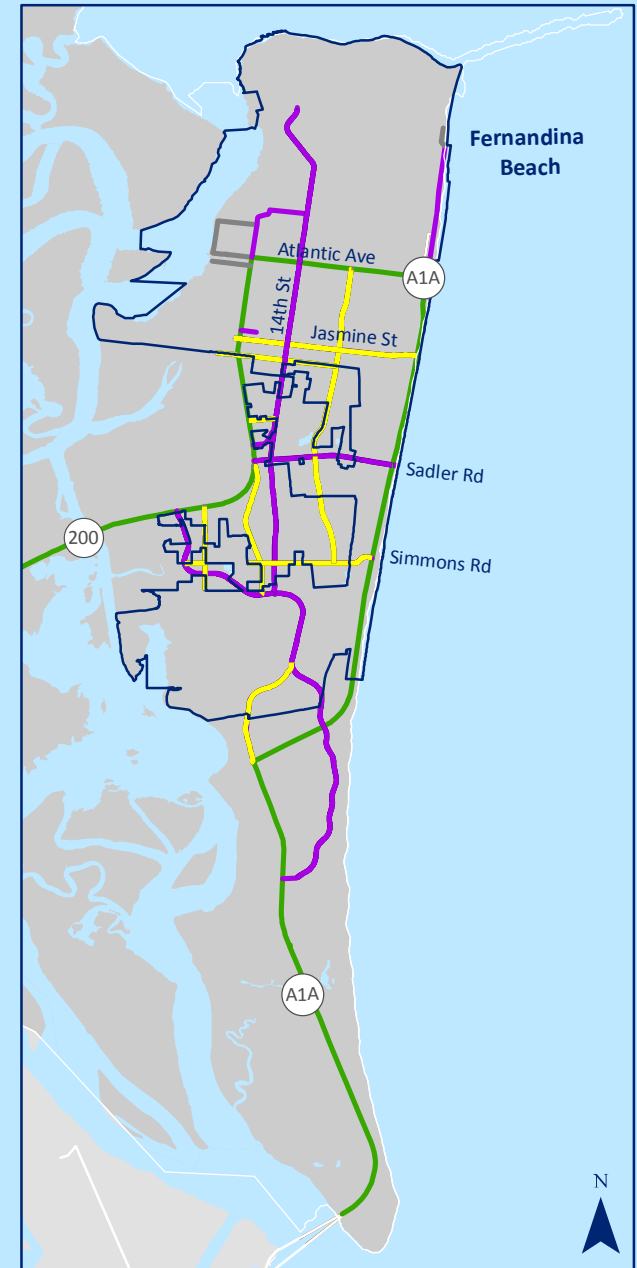 Fernandina
Beach
Atlantic Ave
A1A
14th St
Jasmine St
Sadler Rd
200
Simmons Rd
A1A
N